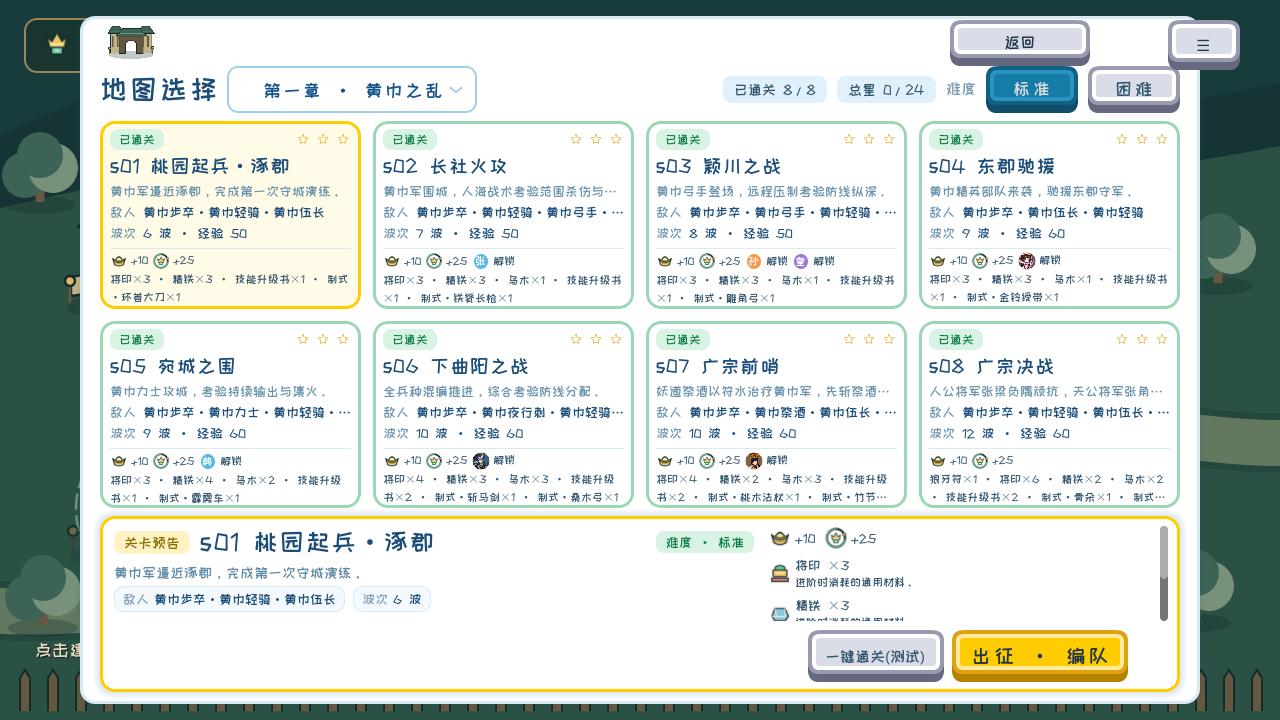 返回
☰
地图选择
第一章 · 黄巾之乱
已通关 8/8
总星 0/24
难度
标准
困难
已通关
s01 桃园起兵·涿郡
黄巾军逼近涿郡，完成第一次守城演练。
敌人 黄巾步卒·黄巾轻骑·黄巾伍长
波次 6 波 · 经验 50
+10 +25
将印×3 · 精铁×3 · 乌木×1 · 技能升级书×1 · 制式
·环首大刀×1
已通关
s02 长社火攻
黄巾军围城，人海战术考验范围杀伤与…
敌人 黄巾步卒·黄巾轻骑·黄巾弓手·…
波次 7 波 · 经验 50
+10 +25 张 解锁
将印×3 · 精铁×3 · 乌木×1 · 技能升级书
×1 · 制式·铁脊长枪×1
已通关
s03 颍川之战
黄巾弓手登场，远程压制考验防线纵深。
敌人 黄巾步卒·黄巾弓手·黄巾轻骑·…
波次 8 波 · 经验 50
+10 +25 孙 解锁 解锁
将印×3 · 精铁×3 · 乌木×1 · 技能升级书
×1 · 制式·雕角弓×1
已通关
s04 东郡驰援
黄巾精英部队来袭，驰援东郡守军。
敌人 黄巾步卒·黄巾伍长·黄巾轻骑
波次 9 波 · 经验 60
+10 +25 解锁
将印×3 · 精铁×3 · 乌木×1 · 技能升级书
×1 · 制式·金铃绶带×1
已通关
s05 宛城之围
黄巾力士攻城，考验持续输出与集火。
敌人 黄巾步卒·黄巾力士·黄巾轻骑·…
波次 9 波 · 经验 60
+10 +25 典 解锁
将印×3 · 精铁×4 · 乌木×2 · 技能升级
书×1 · 制式·霹雳车×1
已通关
s06 下曲阳之战
全兵种混编推进，综合考验防线分配。
敌人 黄巾步卒·黄巾夜行刺·黄巾轻骑…
波次 10 波 · 经验 60
+10 +25 解锁
将印×4 · 精铁×3 · 乌木×3 · 技能升级
书×2 · 制式·斩马剑×1 · 制式·桑木弓×1
已通关
s07 广宗前哨
妖道祭酒以符水治疗黄巾军，先斩祭酒…
敌人 黄巾步卒·黄巾祭酒·黄巾伍长·…
波次 10 波 · 经验 60
+10 +25 解锁
将印×4 · 精铁×2 · 乌木×3 · 技能升级
书×2 · 制式·桃木法杖×1 · 制式·竹节…
已通关
s08 广宗决战
人公将军张梁负隅顽抗，天公将军张角…
敌人 黄巾步卒·黄巾轻骑·黄巾伍长·…
波次 12 波 · 经验 60
+10 +25
狼牙符×1 · 将印×6 · 精铁×2 · 乌木×2
· 技能升级书×2 · 制式·骨朵×1 · 制式…
关卡预告 s01 桃园起兵·涿郡
难度 · 标准
黄巾军逼近涿郡，完成第一次守城演练。
敌人 黄巾步卒·黄巾轻骑·黄巾伍长
波次 6 波
+10 +25
将印 ×3
进阶时消耗的通用材料。
精铁 ×3
进阶时消耗的通用材料
点击建
一键通关(测试)
出征 · 编队